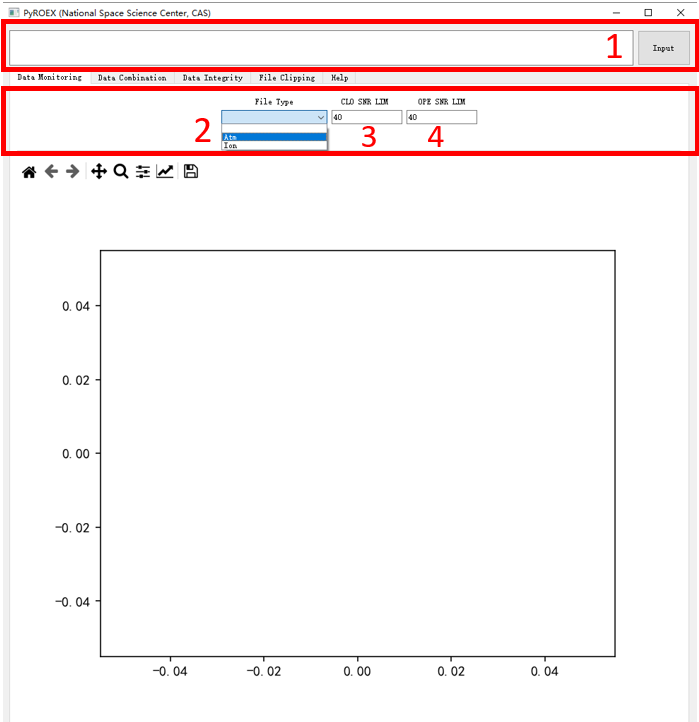 PyROEX (National Space Science Center, CAS)
1 Input
Data Monitoring Data Combination Data Integrity File Clipping Help
File Type CLO SNR LIM OPE SNR LIM
40 40
2 3 4
Atm
Ion
0.04
0.02
0.00
−0.02
−0.04
−0.04 −0.02 0.00 0.02 0.04